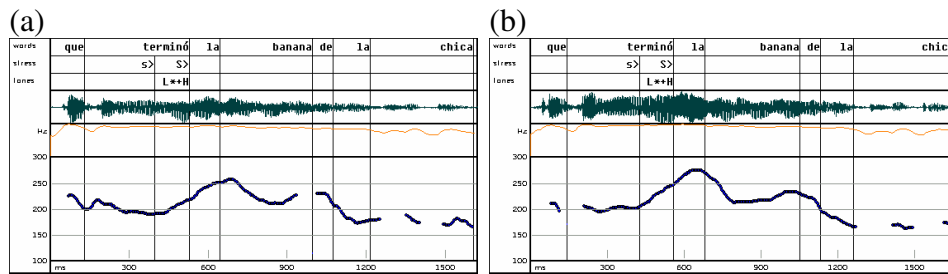 (a)
words que terminó la banana de la chica
stress s> S>
tones L*+H
Hz
300
250
200
150
100
ms 300 600 900 1200 1500
(b)
words que terminó la banana de la chica
stress s> S>
tones L*+H
Hz
300
250
200
150
100
ms 300 600 900 1200 1500